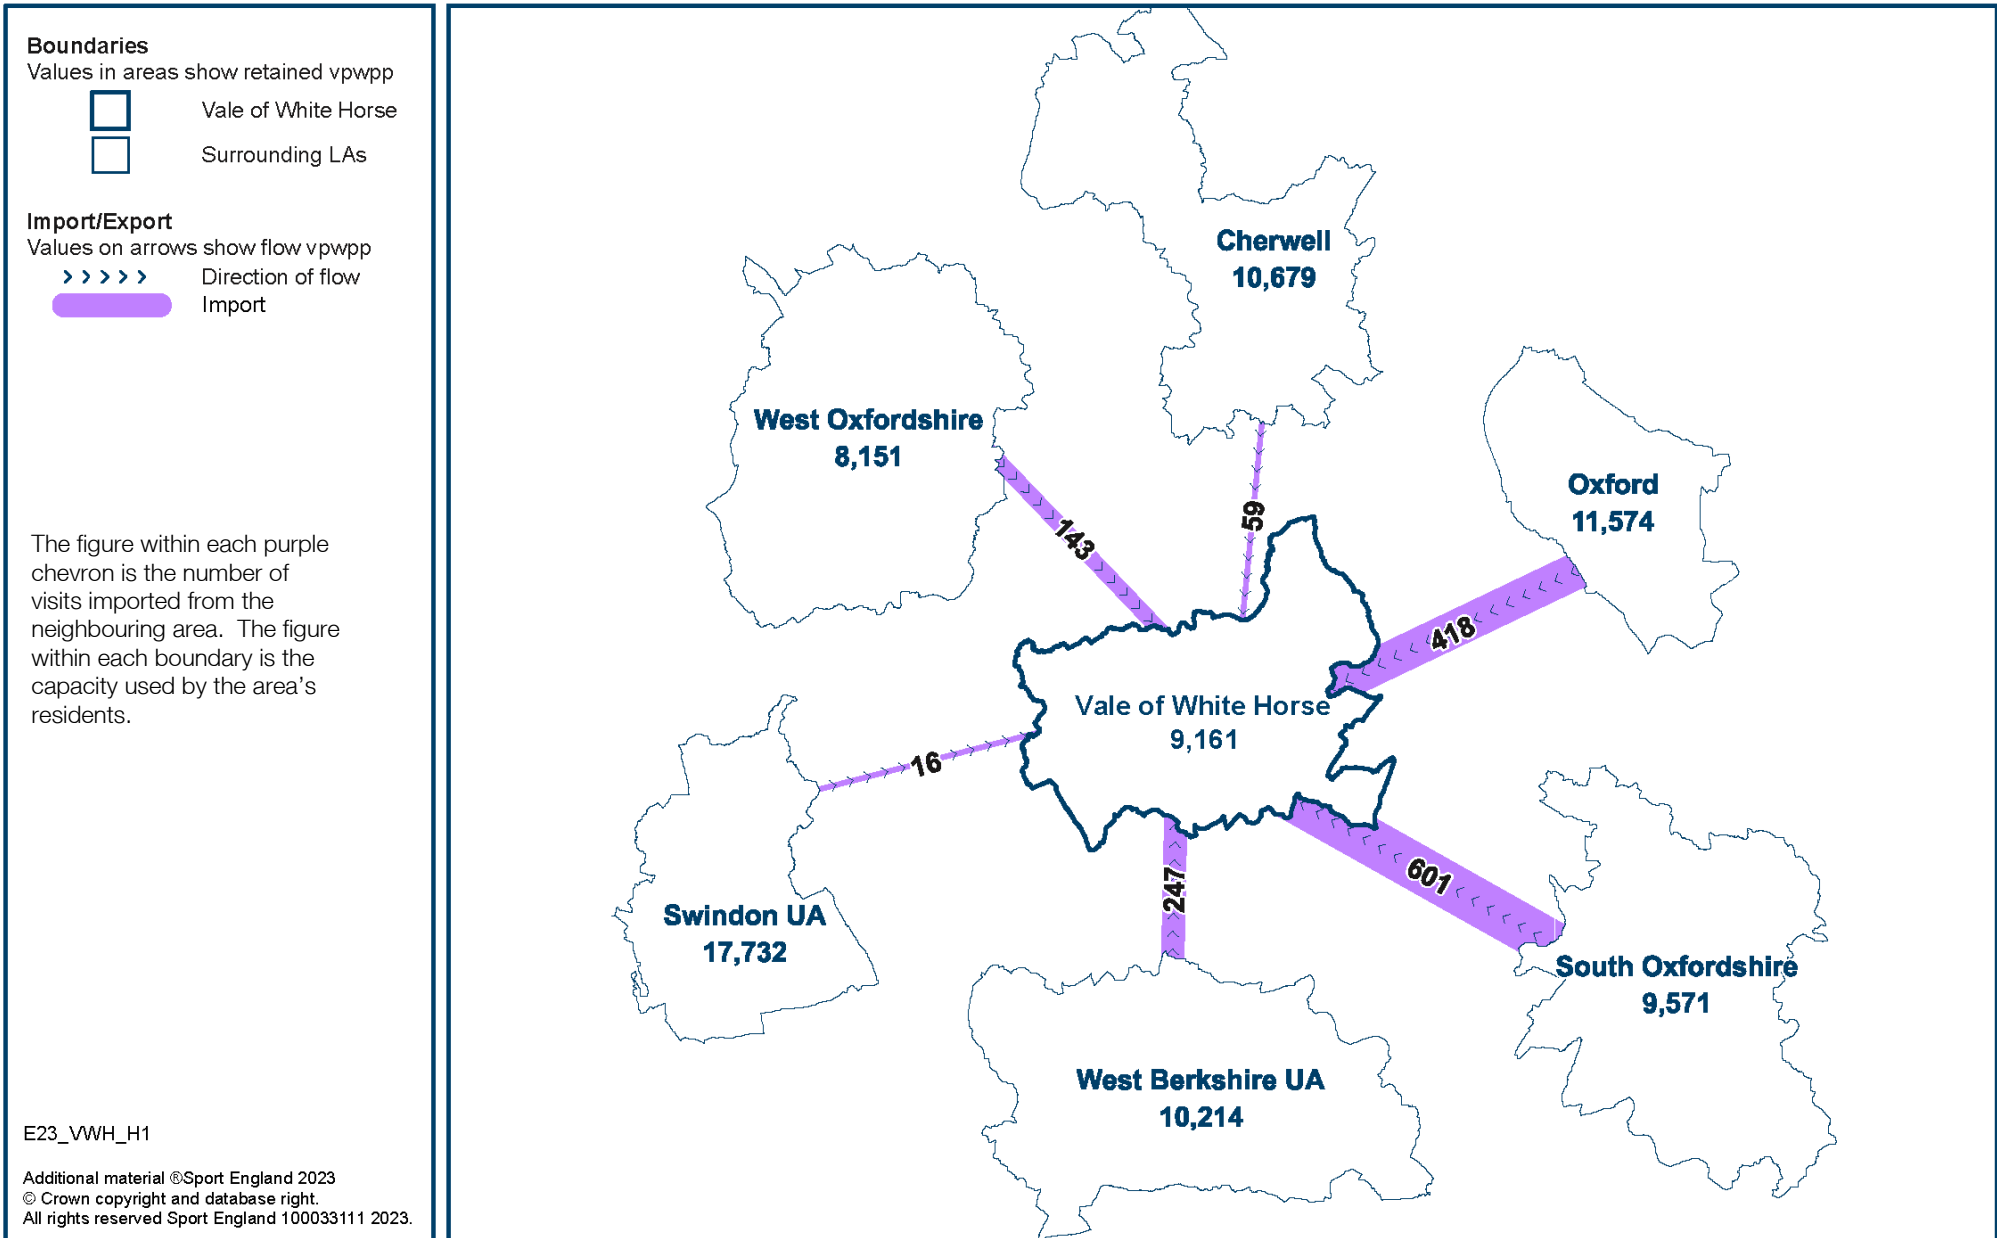 Boundaries
Values in areas show retained vpwpp
Vale of White Horse
Surrounding LAs
Import/Export
Values on arrows show flow vpwpp
Direction of flow
Import
The figure within each purple
chevron is the number of
visits imported from the
neighbouring area.  The figure
within each boundary is the
capacity used by the area's
residents.
E23_VWH_H1
Additional material ®Sport England 2023
© Crown copyright and database right.
All rights reserved Sport England 100033111 2023.
Cherwell
10,679
West Oxfordshire
8,151
Oxford
11,574
143
59
418
Vale of White Horse
9,161
16
247
601
Swindon UA
17,732
South Oxfordshire
9,571
West Berkshire UA
10,214